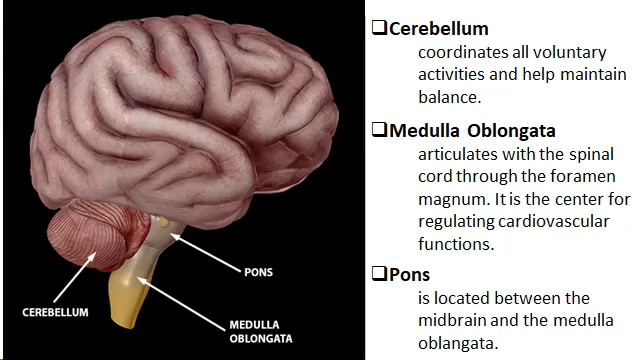 CEREBELLUM
PONS
MEDULLA
OBLONGATA
❑Cerebellum
coordinates all voluntary
activities and help maintain
balance.
❑Medulla Oblongata
articulates with the spinal
cord through the foramen
magnum. It is the center for
regulating cardiovascular
functions.
❑Pons
is located between the
midbrain and the medulla
oblangata.